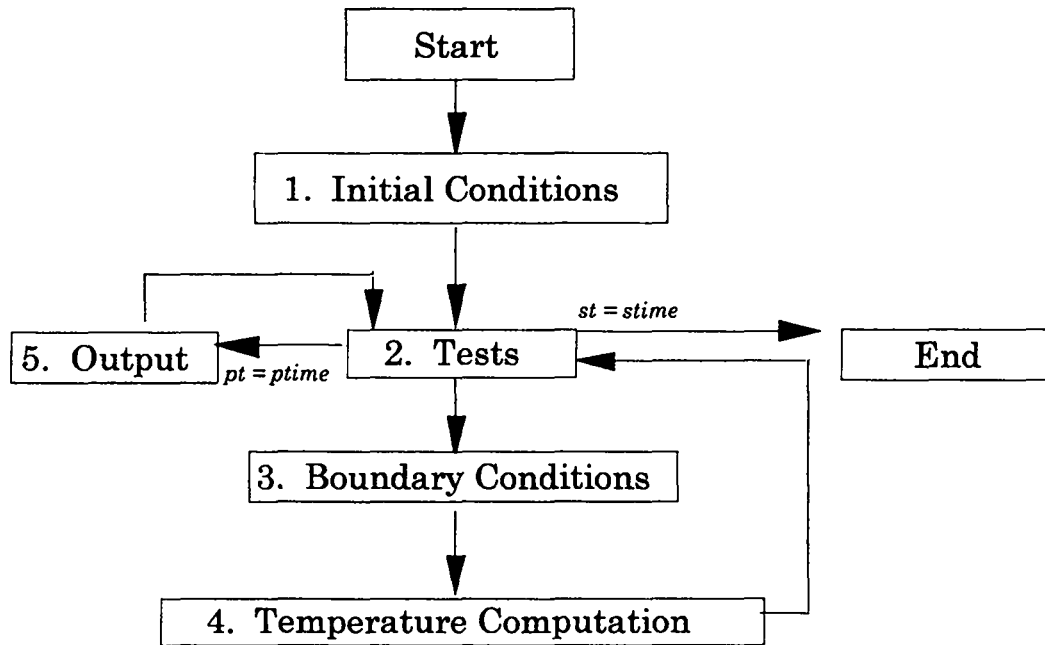 Start
1. Initial Conditions
st = stime
5. Output
pt = ptime
2. Tests
End
3. Boundary Conditions
4. Temperature Computation